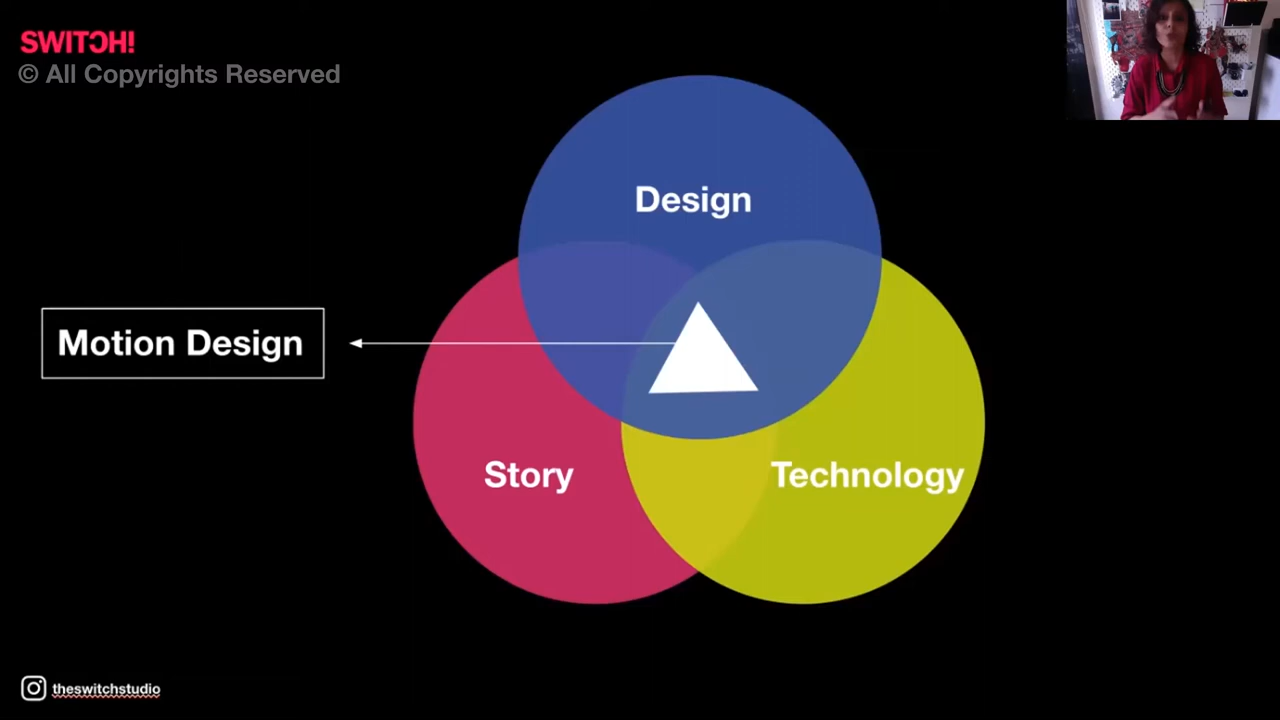 SWITCH!
© All Copyrights Reserved
Design
Motion Design
Story
Technology
theswitchstudio